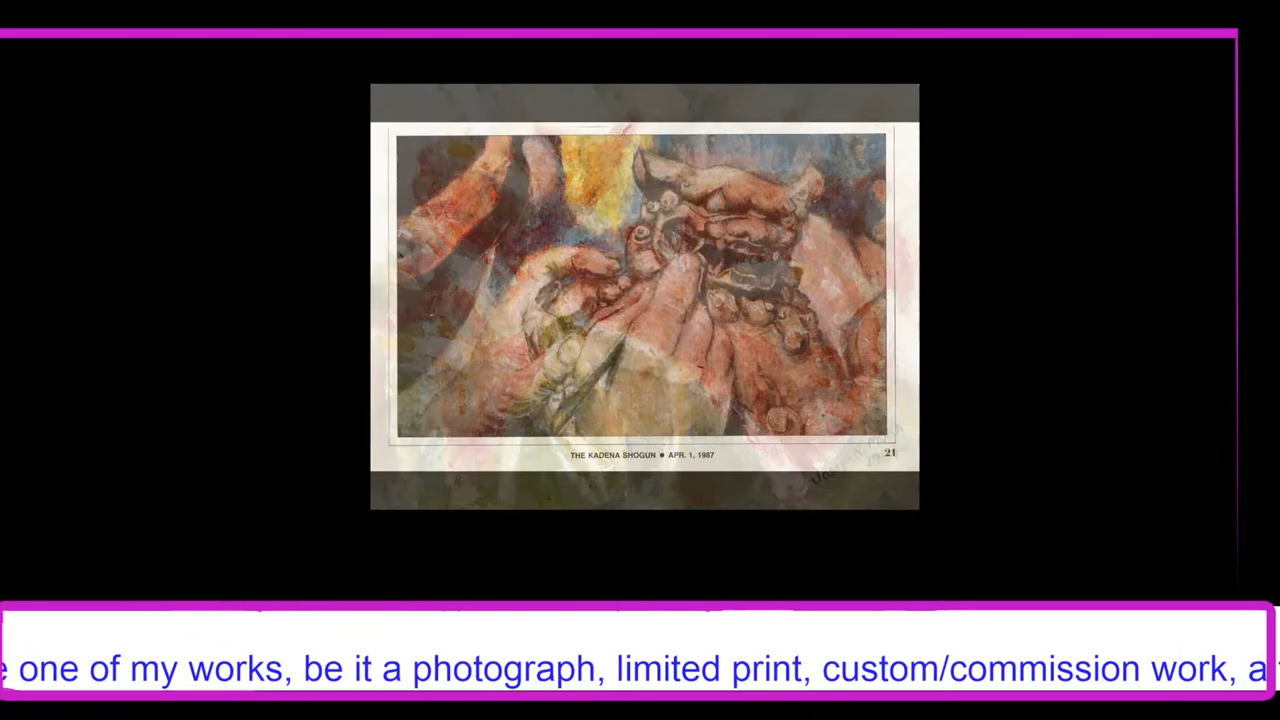 THE KADENA SHOGUN ● APR. 1, 1987
21
one of my works, be it a photograph, limited print, custom/commission work, a